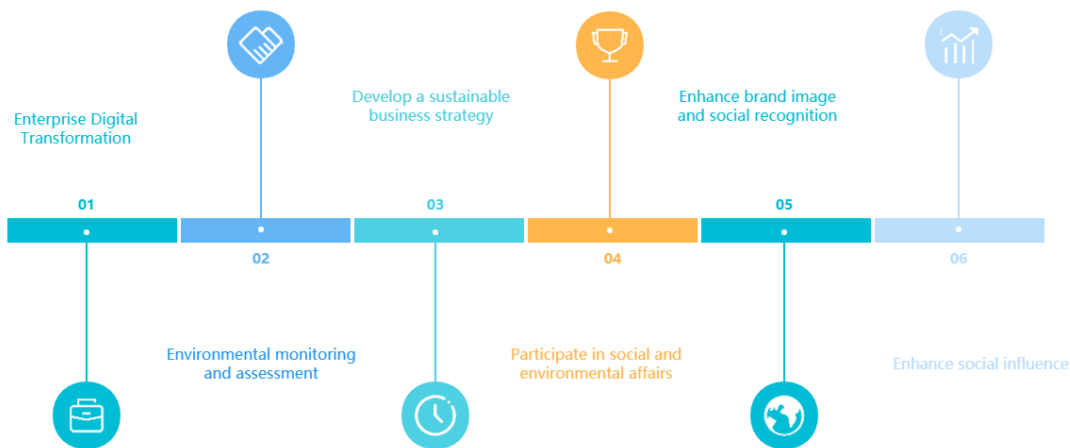 Enterprise Digital
Transformation
01
02
Environmental monitoring
and assessment
Develop a sustainable
business strategy
03
04
Participate in social and
environmental affairs
Enhance brand image
and social recognition
05
06
Enhance social influence